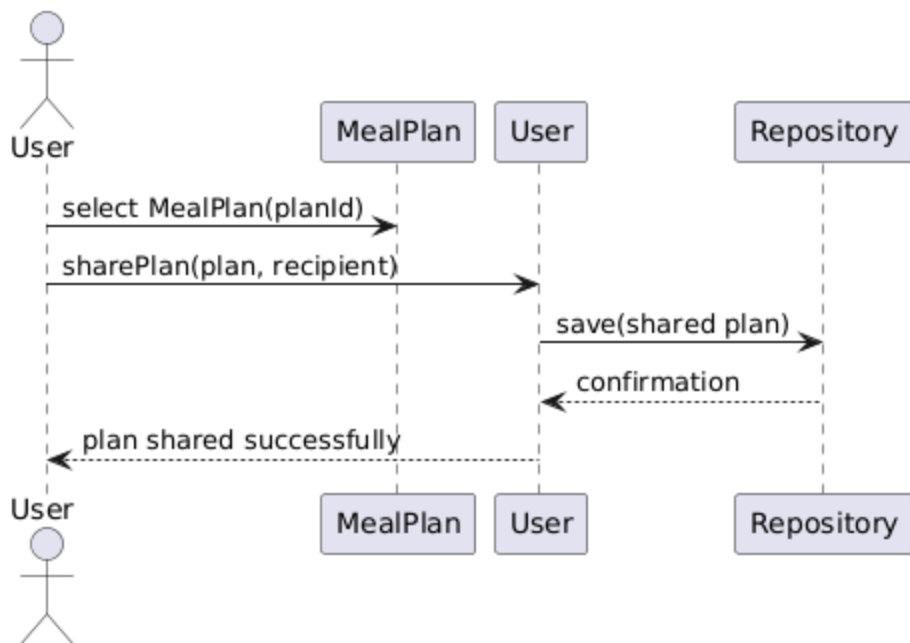 User
MealPlan
User
Repository
select MealPlan(planId)
sharePlan(plan, recipient)
save(shared plan)
confirmation
plan shared successfully
User
MealPlan
User
Repository